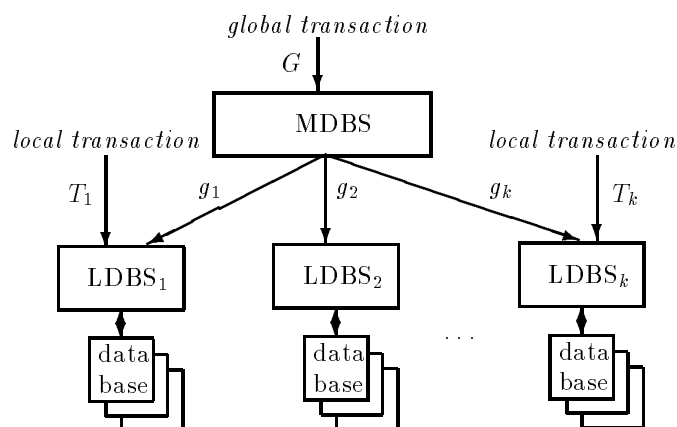 global transaction
G
MDBS
local transaction
local transaction
T₁
g₁
g₂
gₖ
Tₖ
LDBS₁
LDBS₂
LDBSₖ
. . .
data
base
data
base
data
base